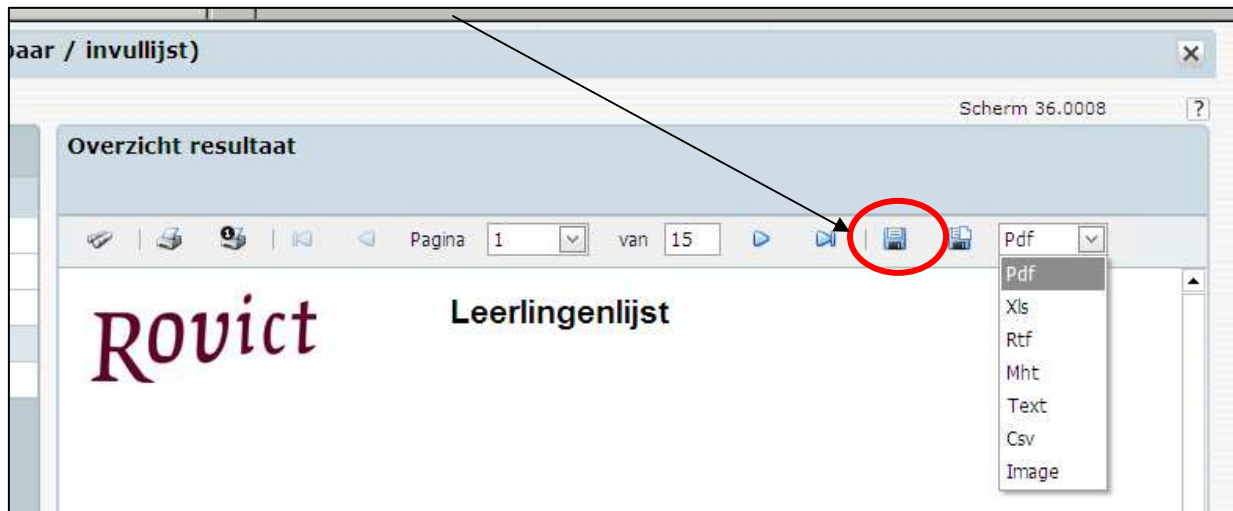 baar / invullijst)
Scherm 36.0008 ?
Overzicht resultaat
Pagina 1 van 15 Pdf
Pdf
Xls
Rtf
Mht
Text
Csv
Image
Rovict
Leerlingenlijst